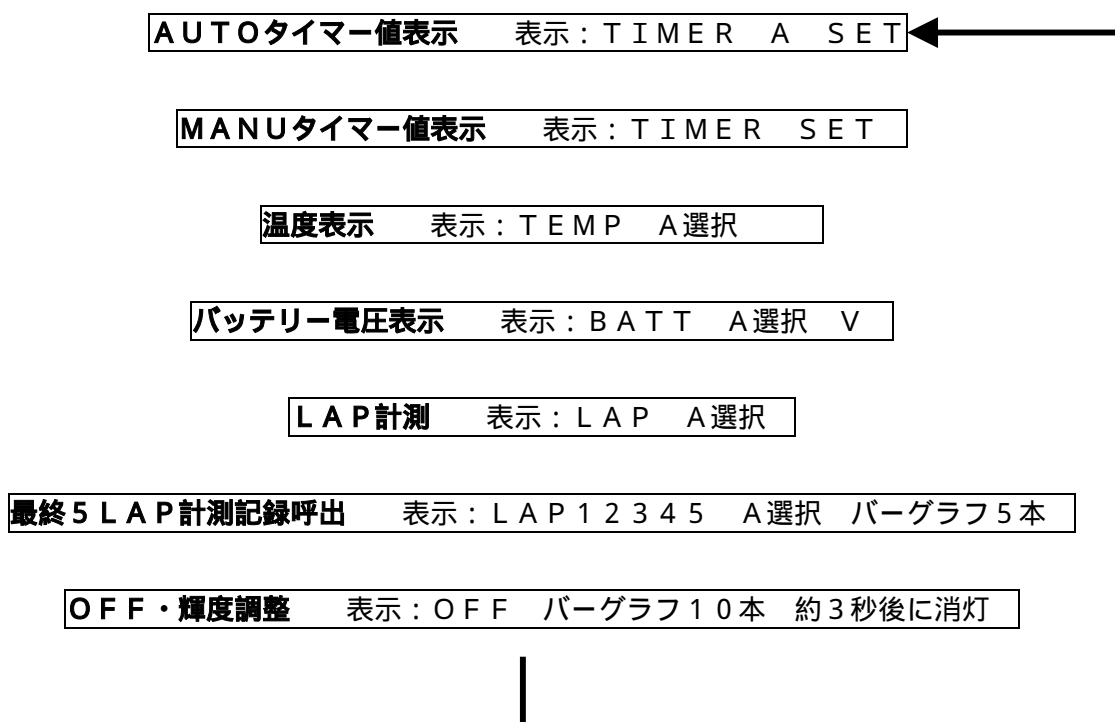 ＡＵＴＯタイマー値表示　表示：ＴＩＭＥＲ　Ａ　ＳＥＴ
ＭＡＮＵタイマー値表示　表示：ＴＩＭＥＲ　ＳＥＴ
温度表示　表示：ＴＥＭＰ　Ａ選択
バッテリー電圧表示　表示：ＢＡＴＴ　Ａ選択　Ｖ
ＬＡＰ計測　表示：ＬＡＰ　Ａ選択
最終５ＬＡＰ計測記録呼出　表示：ＬＡＰ１２３４５　Ａ選択　バーグラフ５本
ＯＦＦ・輝度調整　表示：ＯＦＦ　バーグラフ１０本　約３秒後に消灯